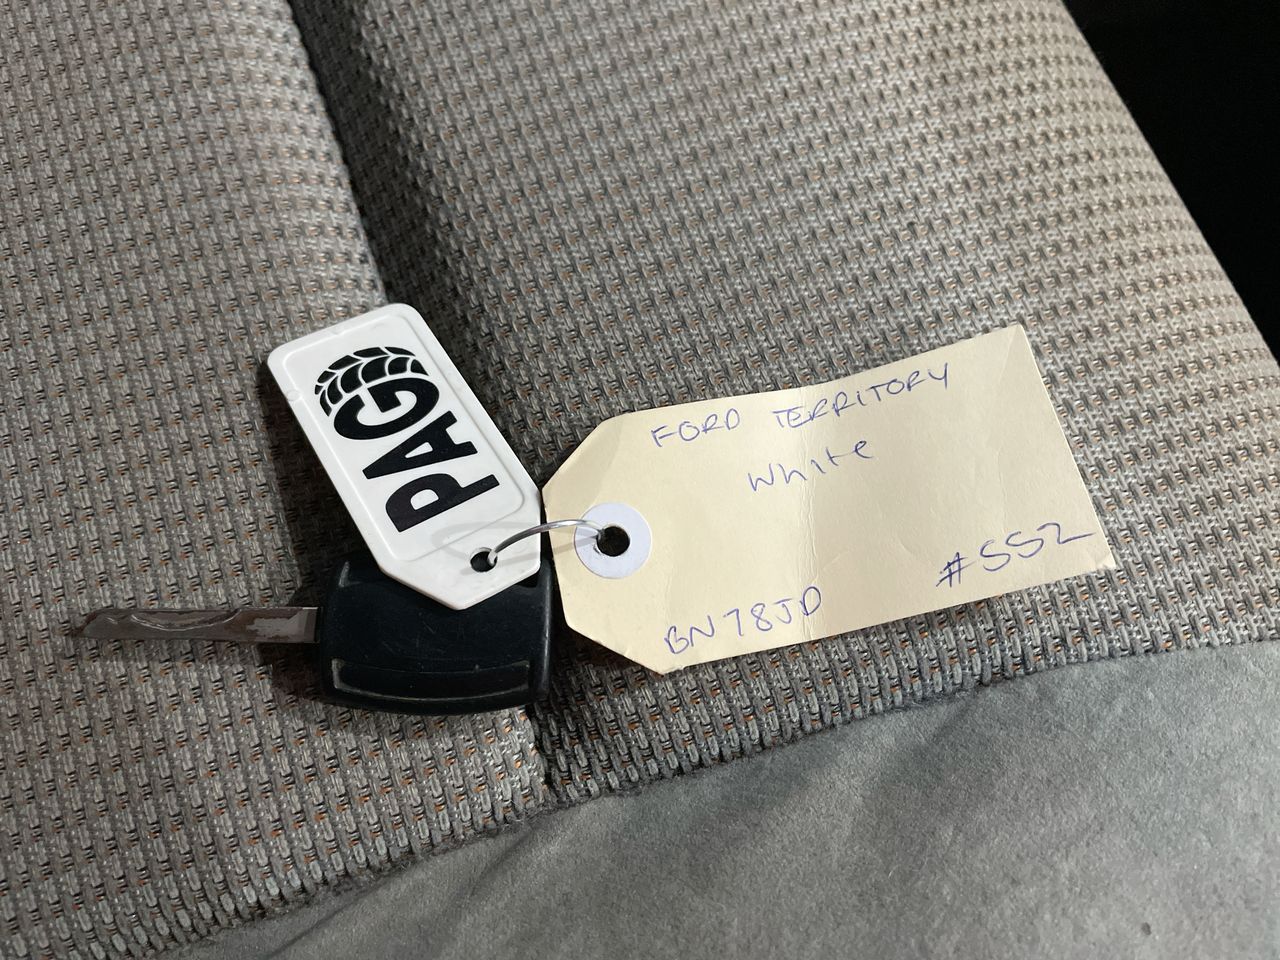 PAG
FORD TERRITORY
White
BN78JD
#552